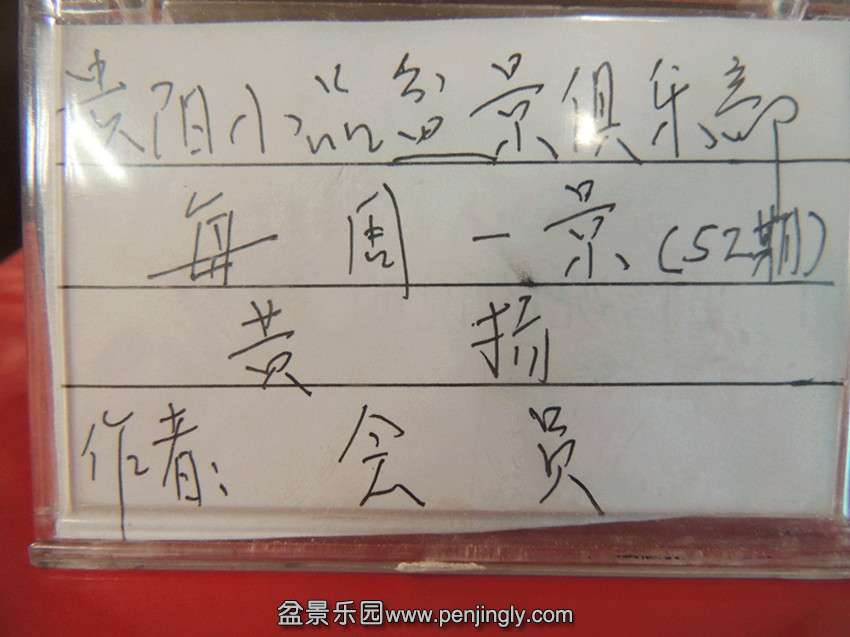 贵阳小品盆景俱乐部
每周一景(52期)
黄扬
作者:会员
盆景乐园www.penjingly.com